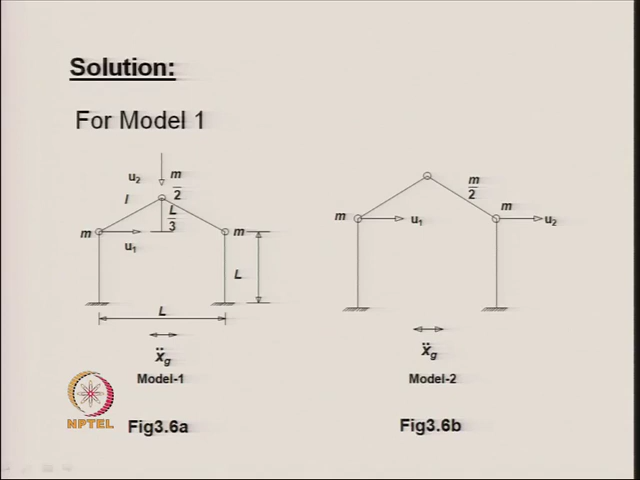 Solution:
For Model 1
u2
m/2
l
L/3
m
m
u1
L
L
ẍg
Model-1
Fig3.6a
m/2
m
m
u1
u2
ẍg
Model-2
Fig3.6b
NPTEL